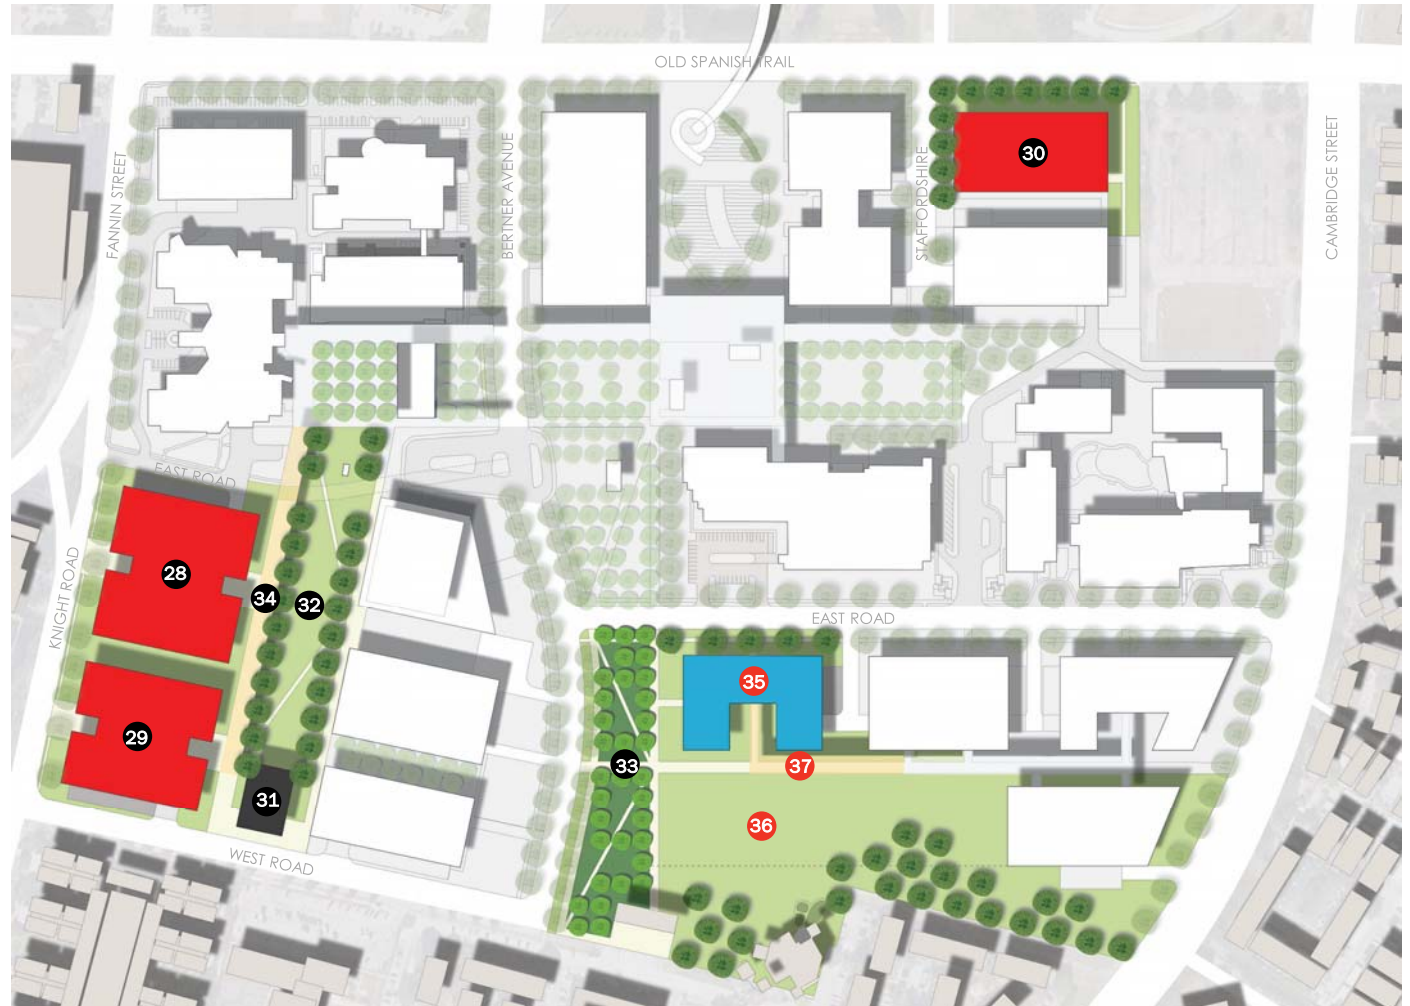 OLD SPANISH TRAIL
FANNIN STREET
BERTNER AVENUE
STAFFORDSHIRE
CAMBRIDGE STREET
30
EAST ROAD
KNIGHT ROAD
28
34
32
EAST ROAD
29
35
33
37
31
36
WEST ROAD